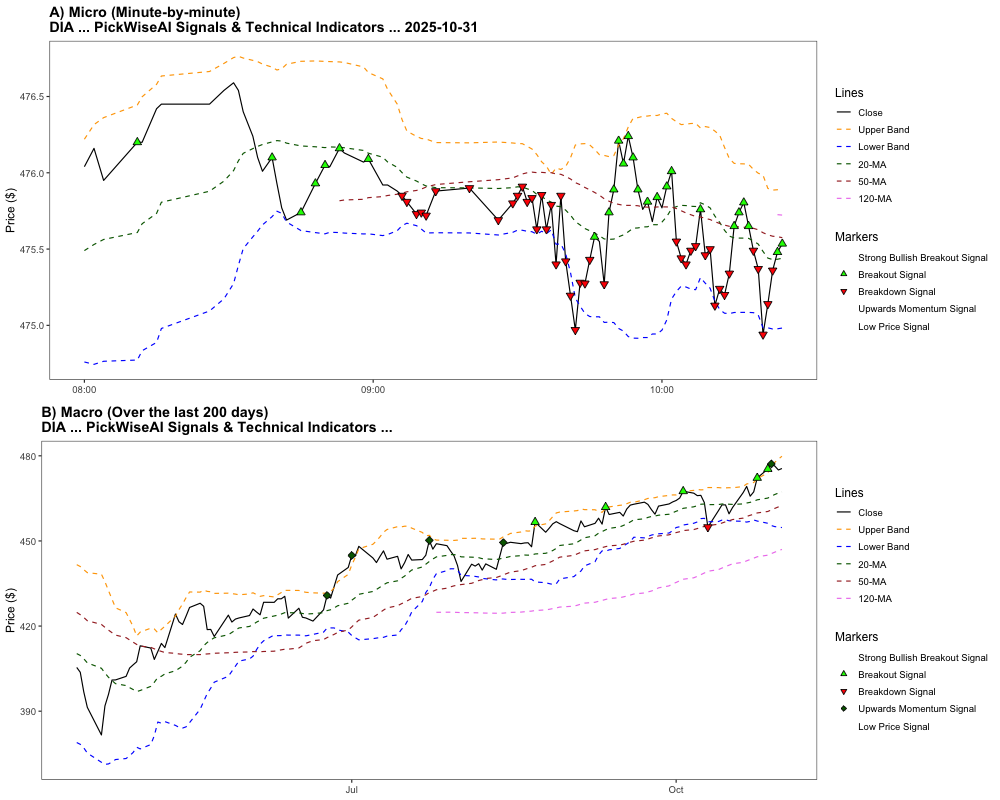 A) Micro (Minute-by-minute)
DIA ... PickWiseAI Signals & Technical Indicators ... 2025-10-31
Price ($)
476.5
476.0
475.5
475.0
08:00
09:00
10:00
Lines
Close
Upper Band
Lower Band
20-MA
50-MA
120-MA
Markers
Strong Bullish Breakout Signal
Breakout Signal
Breakdown Signal
Upwards Momentum Signal
Low Price Signal
B) Macro (Over the last 200 days)
DIA ... PickWiseAI Signals & Technical Indicators ...
Price ($)
480
450
420
390
Jul
Oct
Lines
Close
Upper Band
Lower Band
20-MA
50-MA
120-MA
Markers
Strong Bullish Breakout Signal
Breakout Signal
Breakdown Signal
Upwards Momentum Signal
Low Price Signal